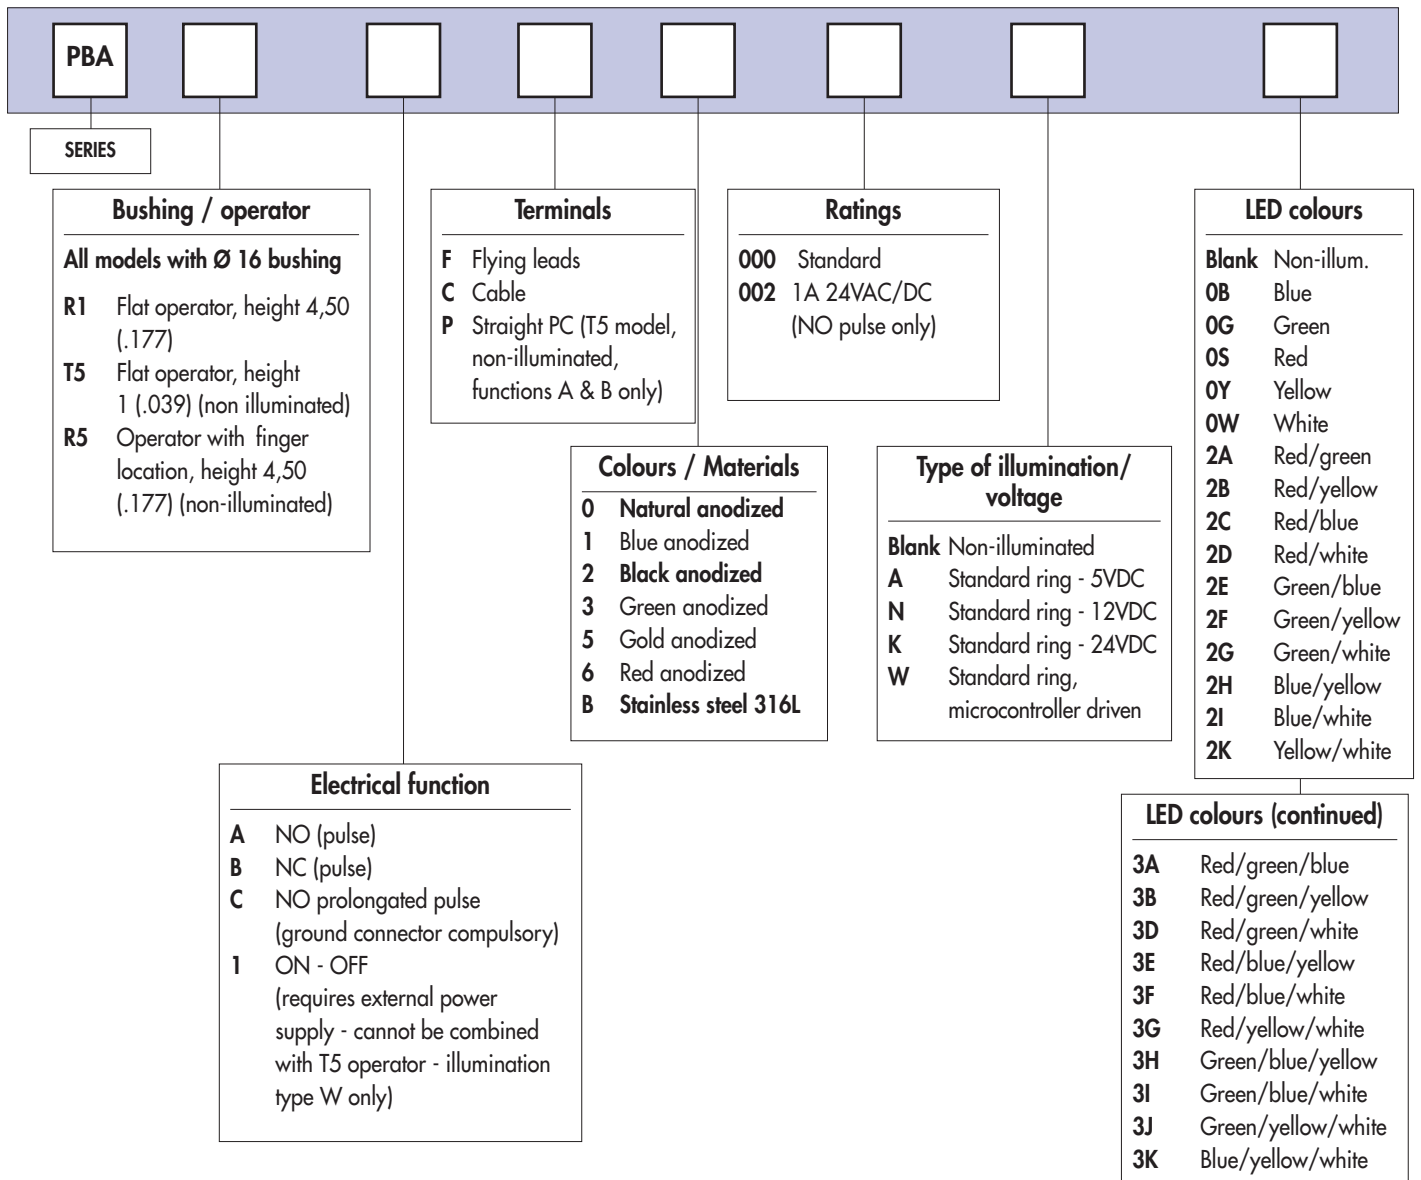 PBA
SERIES
Bushing / operator
All models with Ø 16 bushing
R1 Flat operator, height 4,50
(.177)
T5 Flat operator, height
1 (.039) (non illuminated)
R5 Operator with finger
location, height 4,50
(.177) (non-illuminated)
Terminals
F Flying leads
C Cable
P Straight PC (T5 model,
non-illuminated,
functions A & B only)
Ratings
000 Standard
002 1A 24VAC/DC
(NO pulse only)
LED colours
Blank Non-illum.
0B Blue
0G Green
0S Red
0Y Yellow
0W White
2A Red/green
2B Red/yellow
2C Red/blue
2D Red/white
2E Green/blue
2F Green/yellow
2G Green/white
2H Blue/yellow
2I Blue/white
2K Yellow/white
Colours / Materials
0 Natural anodized
1 Blue anodized
2 Black anodized
3 Green anodized
5 Gold anodized
6 Red anodized
B Stainless steel 316L
Type of illumination/
voltage
Blank Non-illuminated
A Standard ring - 5VDC
N Standard ring - 12VDC
K Standard ring - 24VDC
W Standard ring,
microcontroller driven
Electrical function
A NO (pulse)
B NC (pulse)
C NO prolongated pulse
(ground connector compulsory)
1 ON - OFF
(requires external power
supply - cannot be combined
with T5 operator - illumination
type W only)
LED colours (continued)
3A Red/green/blue
3B Red/green/yellow
3D Red/green/white
3E Red/blue/yellow
3F Red/blue/white
3G Red/yellow/white
3H Green/blue/yellow
3I Green/blue/white
3J Green/yellow/white
3K Blue/yellow/white